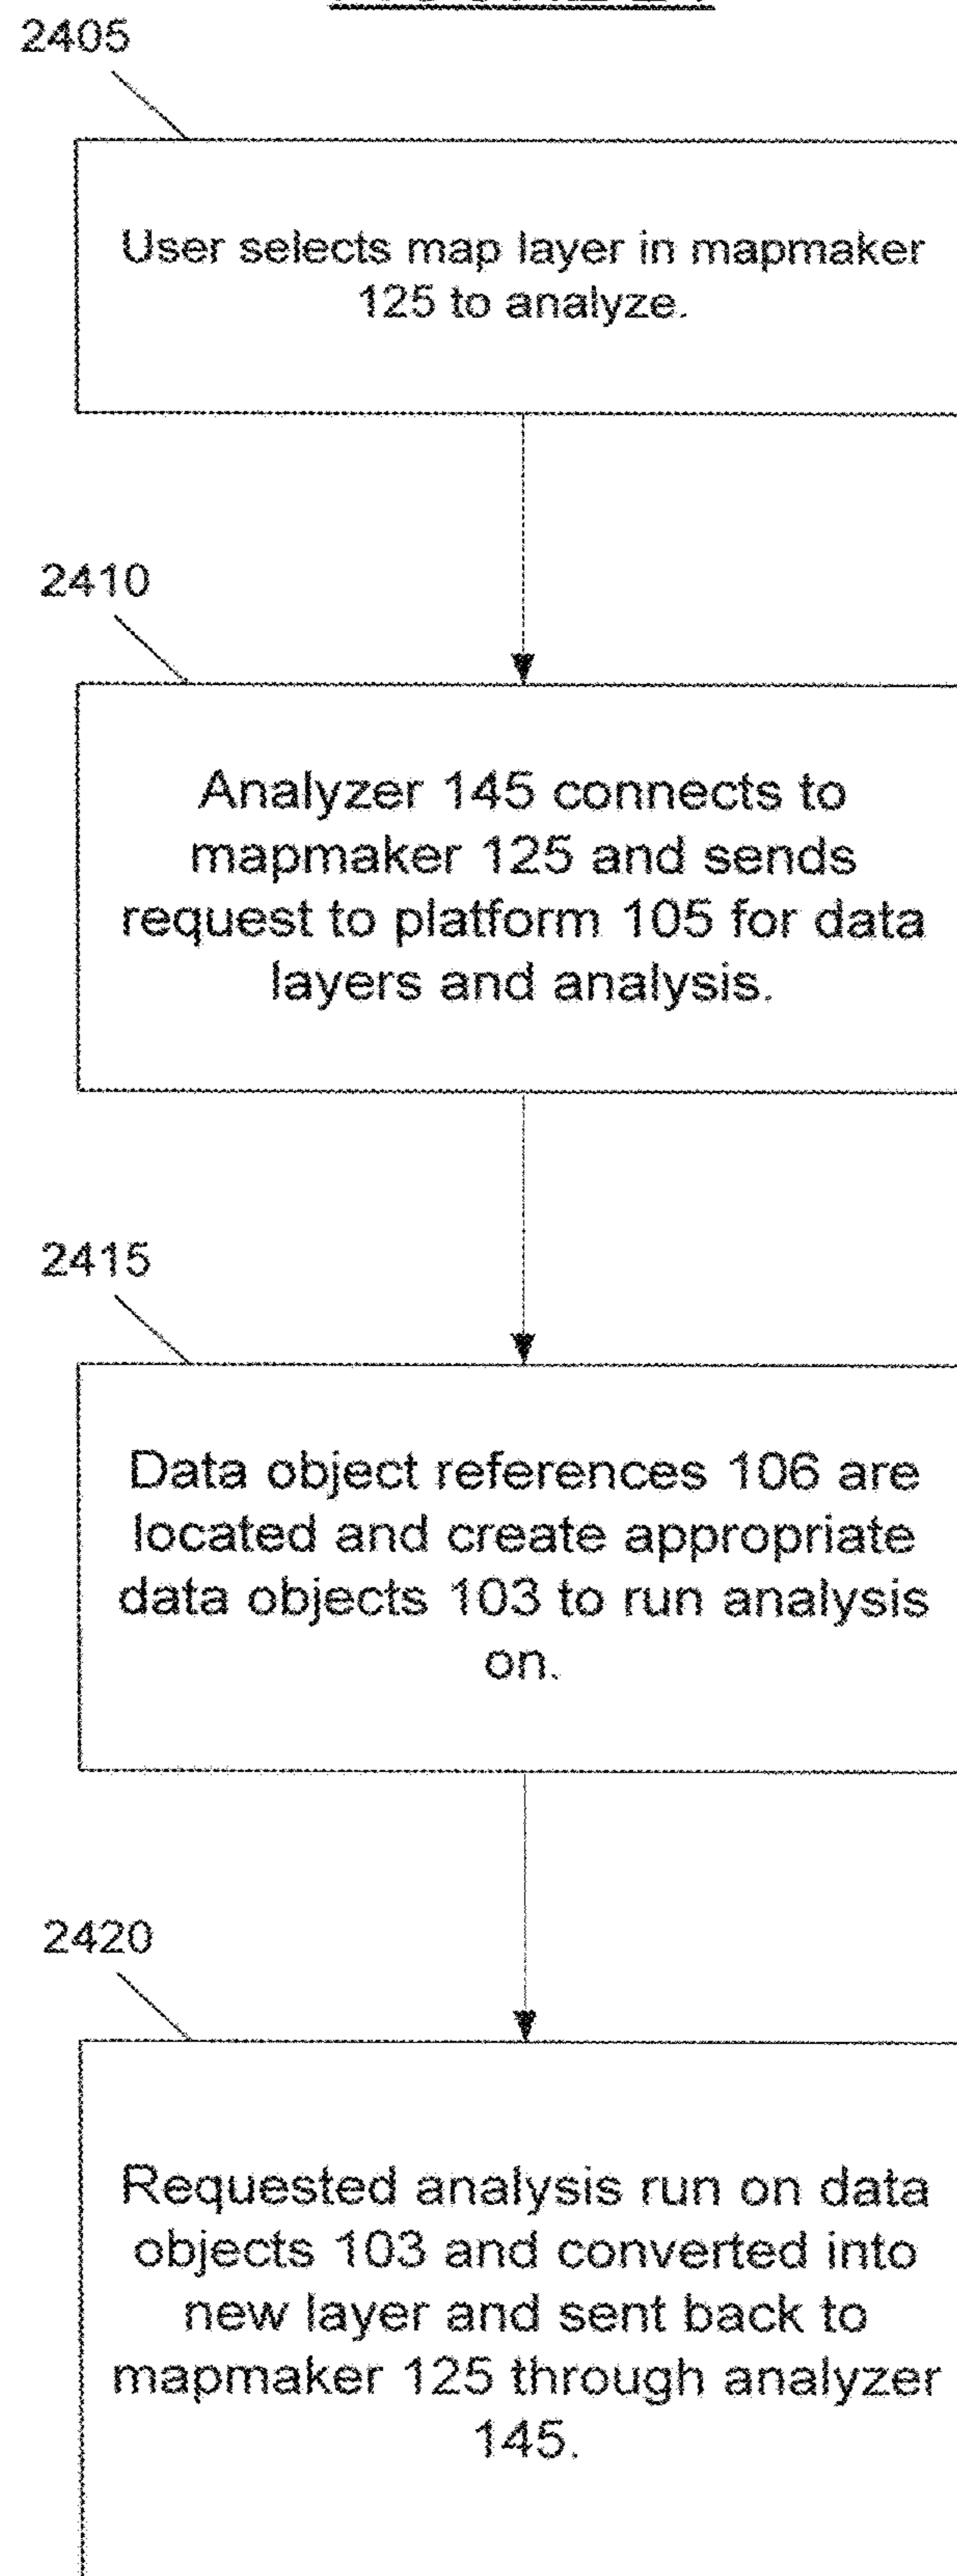 2405
User selects map layer in mapmaker
125 to analyze.
2410
Analyzer 145 connects to
mapmaker 125 and sends
request to platform 105 for data
layers and analysis.
2415
Data object references 106 are
located and create appropriate
data objects 103 to run analysis
on.
2420
Requested analysis run on data
objects 103 and converted into
new layer and sent back to
mapmaker 125 through analyzer
145.